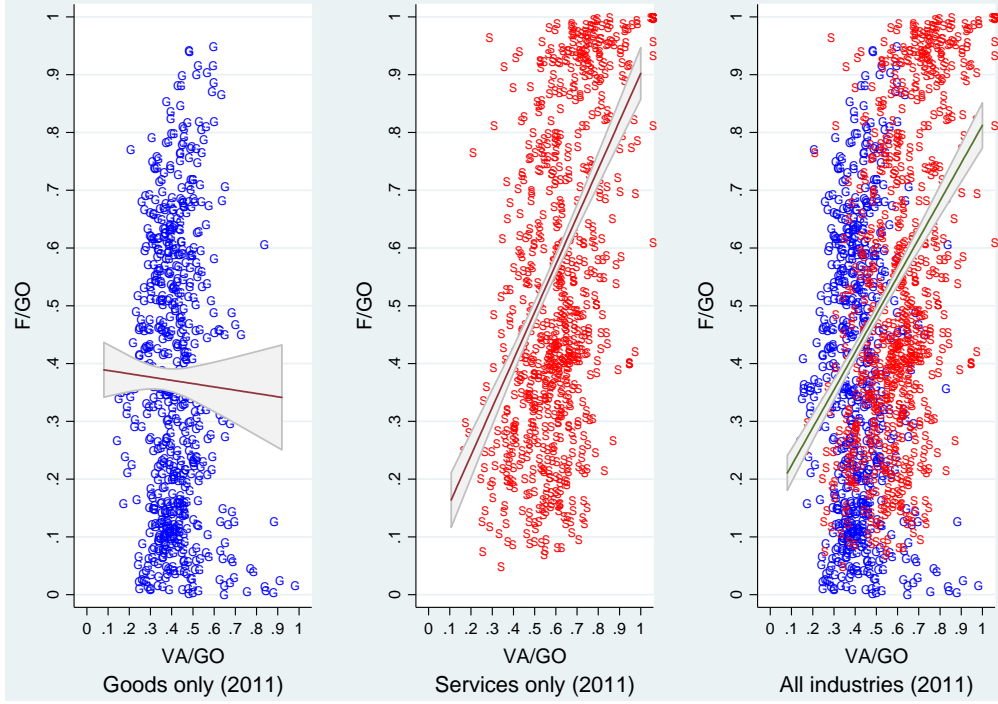 F/GO
1
.9
.8
.7
.6
.5
.4
.3
.2
.1
0
0 .1 .2 .3 .4 .5 .6 .7 .8 .9 1
VA/GO
Goods only (2011)
F/GO
1
.9
.8
.7
.6
.5
.4
.3
.2
.1
0
0 .1 .2 .3 .4 .5 .6 .7 .8 .9 1
VA/GO
Services only (2011)
F/GO
1
.9
.8
.7
.6
.5
.4
.3
.2
.1
0
0 .1 .2 .3 .4 .5 .6 .7 .8 .9 1
VA/GO
All industries (2011)